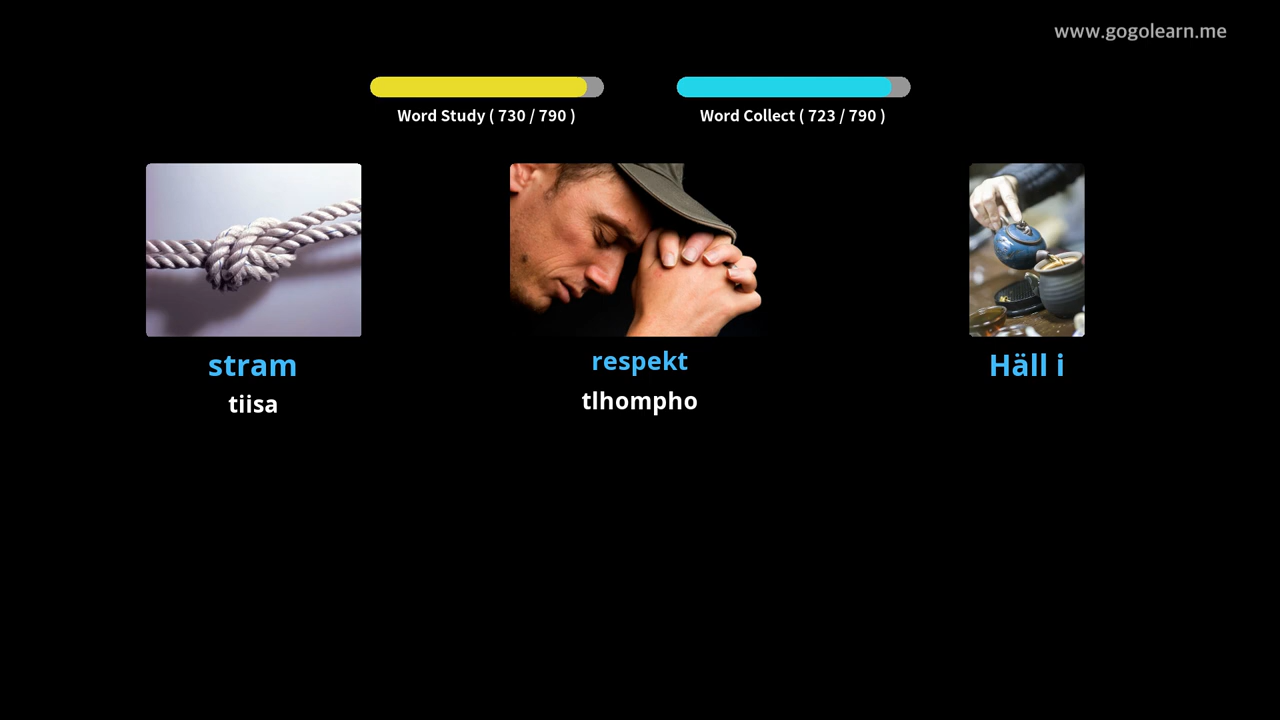 www.gogolearn.me
Word Study ( 730 / 790 )
Word Collect ( 723 / 790 )
stram
tiisa
respekt
tlhompho
Häll i